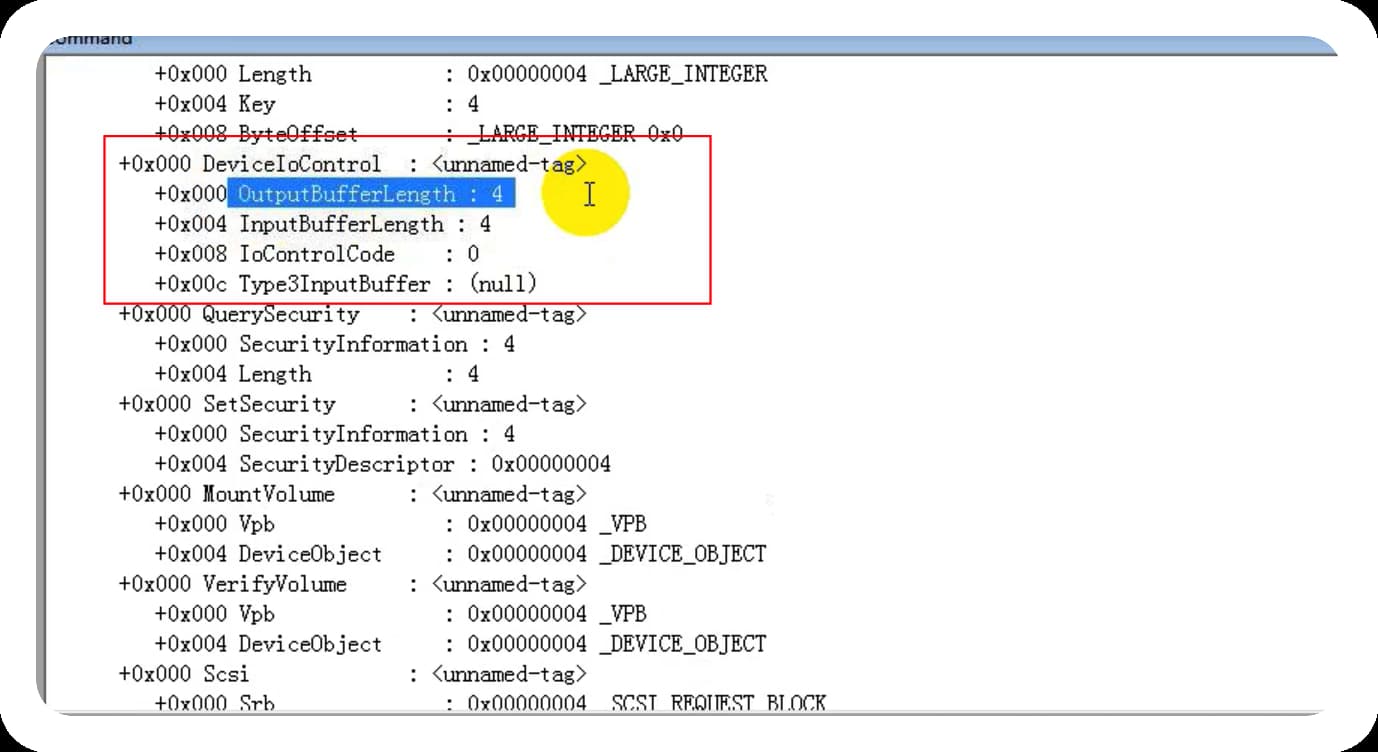 ommand
+0x000 Length : 0x00000004 _LARGE_INTEGER
+0x004 Key : 4
+0x008 ByteOffset : _LARGE_INTEGER 0x0
+0x000 DeviceIoControl : <unnamed-tag>
+0x000 OutputBufferLength : 4
+0x004 InputBufferLength : 4
+0x008 IoControlCode : 0
+0x00c Type3InputBuffer : (null)
+0x000 QuerySecurity : <unnamed-tag>
+0x000 SecurityInformation : 4
+0x004 Length : 4
+0x000 SetSecurity : <unnamed-tag>
+0x000 SecurityInformation : 4
+0x004 SecurityDescriptor : 0x00000004
+0x000 MountVolume : <unnamed-tag>
+0x000 Vpb : 0x00000004 _VPB
+0x004 DeviceObject : 0x00000004 _DEVICE_OBJECT
+0x000 VerifyVolume : <unnamed-tag>
+0x000 Vpb : 0x00000004 _VPB
+0x004 DeviceObject : 0x00000004 _DEVICE_OBJECT
+0x000 Scsi : <unnamed-tag>
+0x000 Srb : 0x00000004 _SCSI_REQUEST_BLOCK